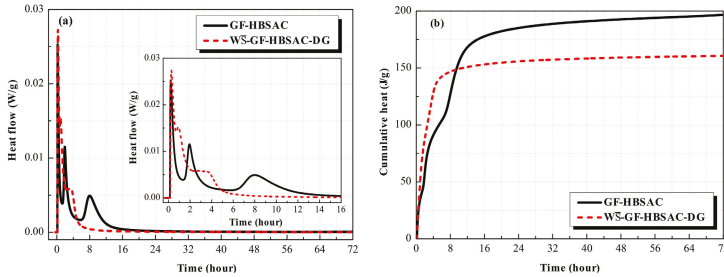 (a)
GF-HBSAC
WS̅-GF-HBSAC-DG
Heat flow (W/g)
0.03
0.02
0.01
0.00
0 8 16 24 32 40 48 56 64 72
Time (hour)
Heat flow (W/g)
0.03
0.02
0.01
0.00
0 2 4 6 8 10 12 14 16
Time (hour)
(b)
Cumulative heat (J/g)
200
150
100
50
0
0 8 16 24 32 40 48 56 64 72
Time (hour)
GF-HBSAC
WS̅-GF-HBSAC-DG